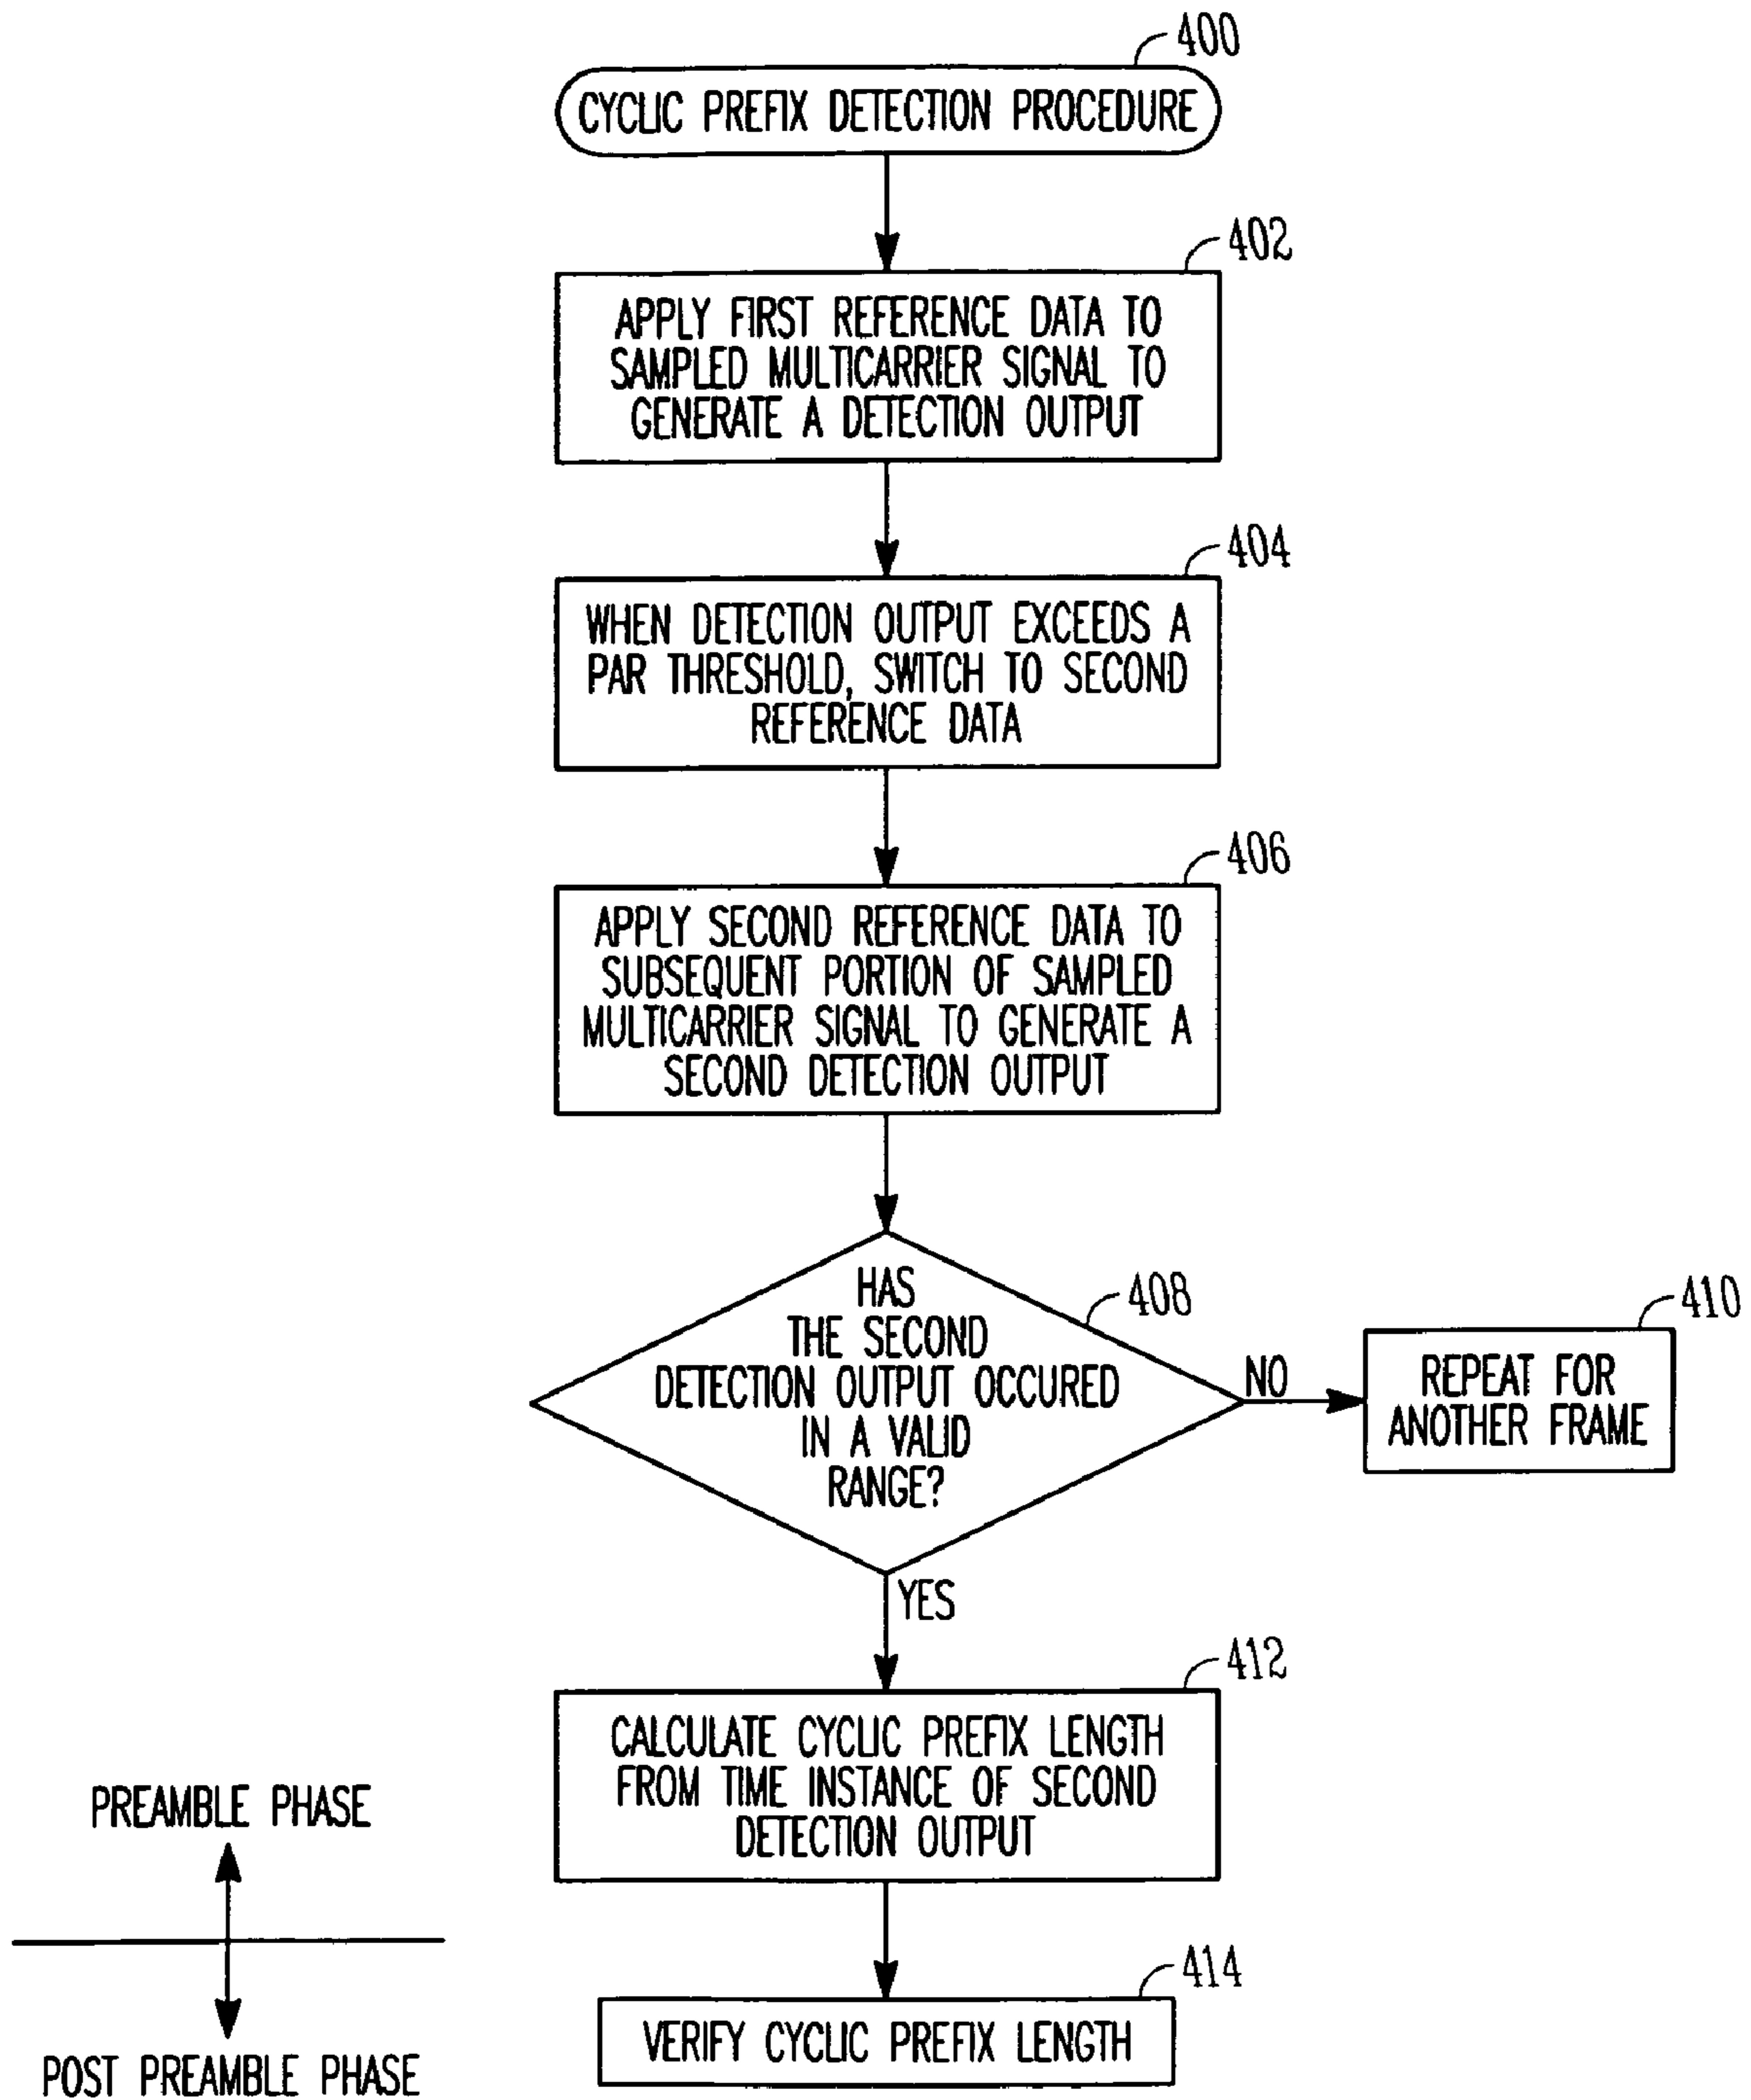 400
CYCLIC PREFIX DETECTION PROCEDURE
402
APPLY FIRST REFERENCE DATA TO
SAMPLED MULTICARRIER SIGNAL TO
GENERATE A DETECTION OUTPUT
404
WHEN DETECTION OUTPUT EXCEEDS A
PAR THRESHOLD, SWITCH TO SECOND
REFERENCE DATA
406
APPLY SECOND REFERENCE DATA TO
SUBSEQUENT PORTION OF SAMPLED
MULTICARRIER SIGNAL TO GENERATE A
SECOND DETECTION OUTPUT
408
HAS
THE SECOND
DETECTION OUTPUT OCCURED
IN A VALID
RANGE?
NO
410
REPEAT FOR
ANOTHER FRAME
YES
412
CALCULATE CYCLIC PREFIX LENGTH
FROM TIME INSTANCE OF SECOND
DETECTION OUTPUT
PREAMBLE PHASE
414
VERIFY CYCLIC PREFIX LENGTH
POST PREAMBLE PHASE